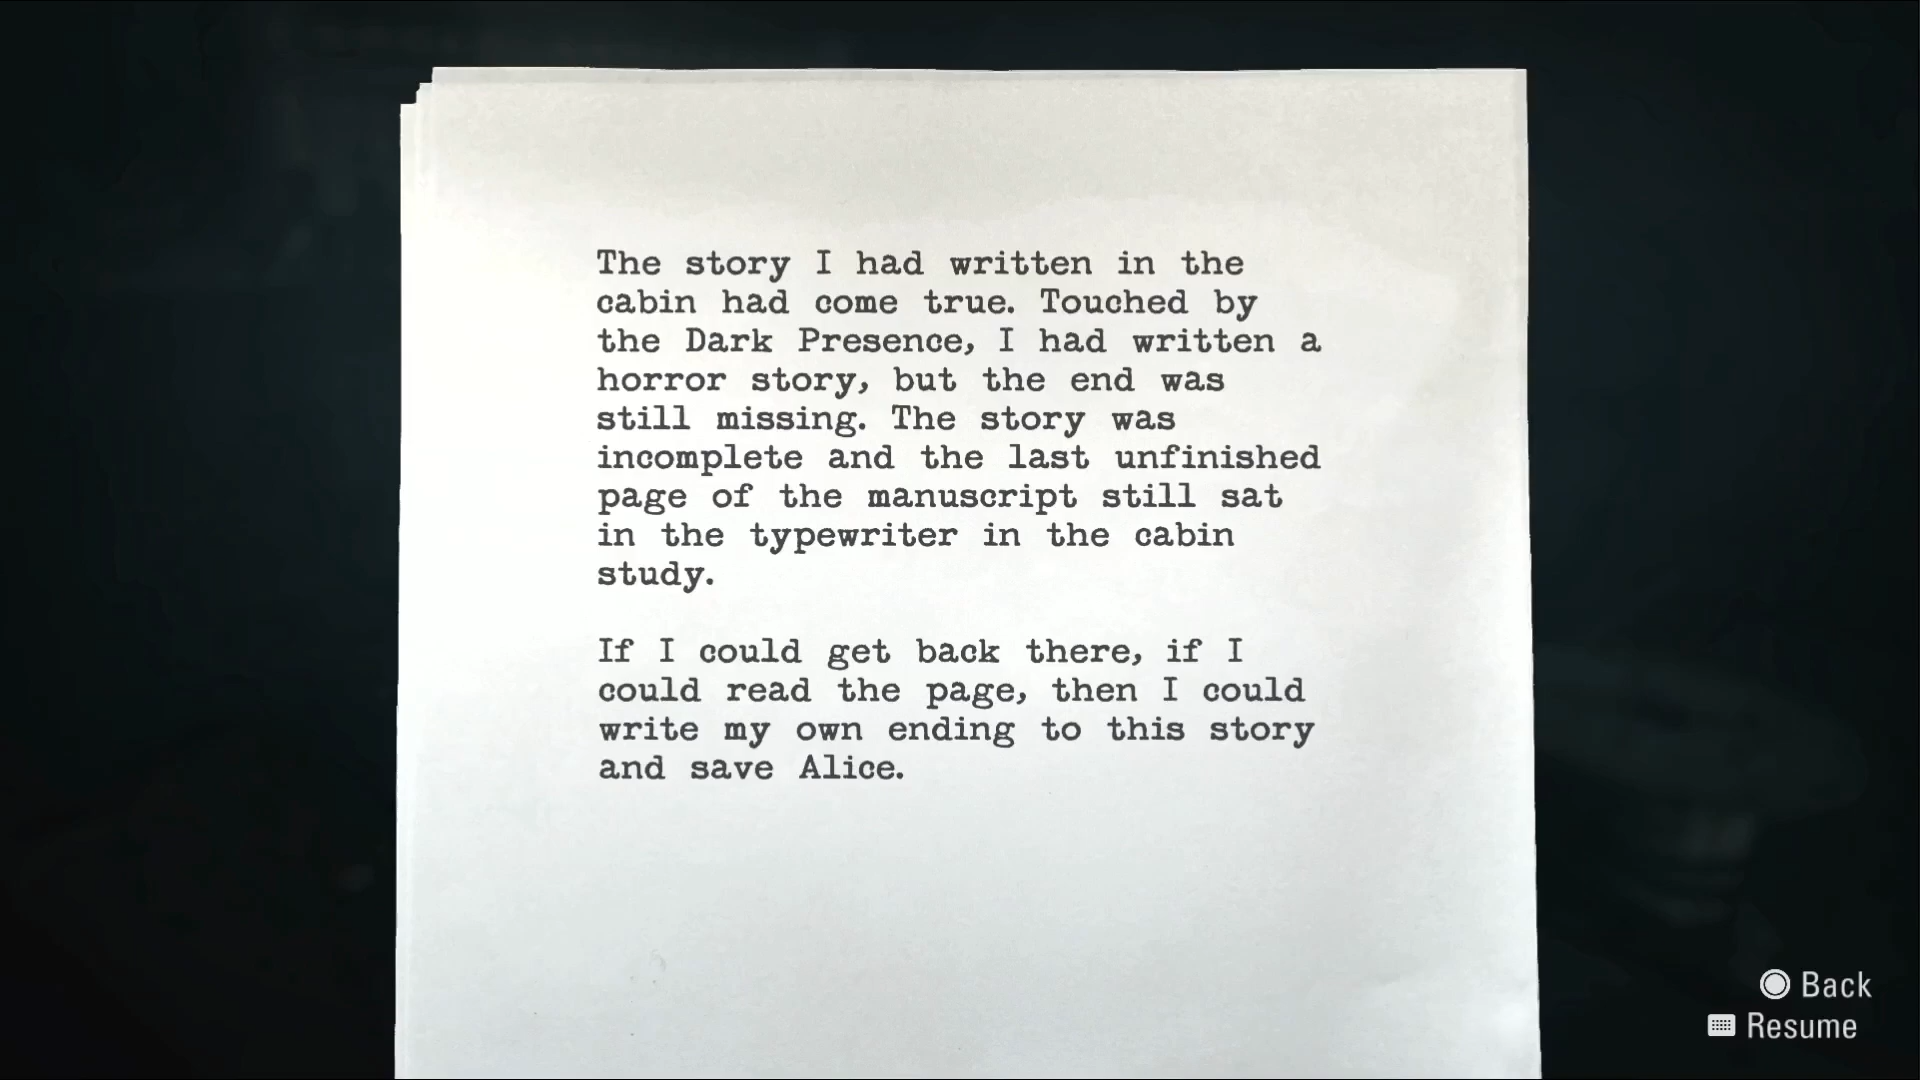 The story I had written in the
cabin had come true. Touched by
the Dark Presence, I had written a
horror story, but the end was
still missing. The story was
incomplete and the last unfinished
page of the manuscript still sat
in the typewriter in the cabin
study.
If I could get back there, if I
could read the page, then I could
write my own ending to this story
and save Alice.
Back
Resume